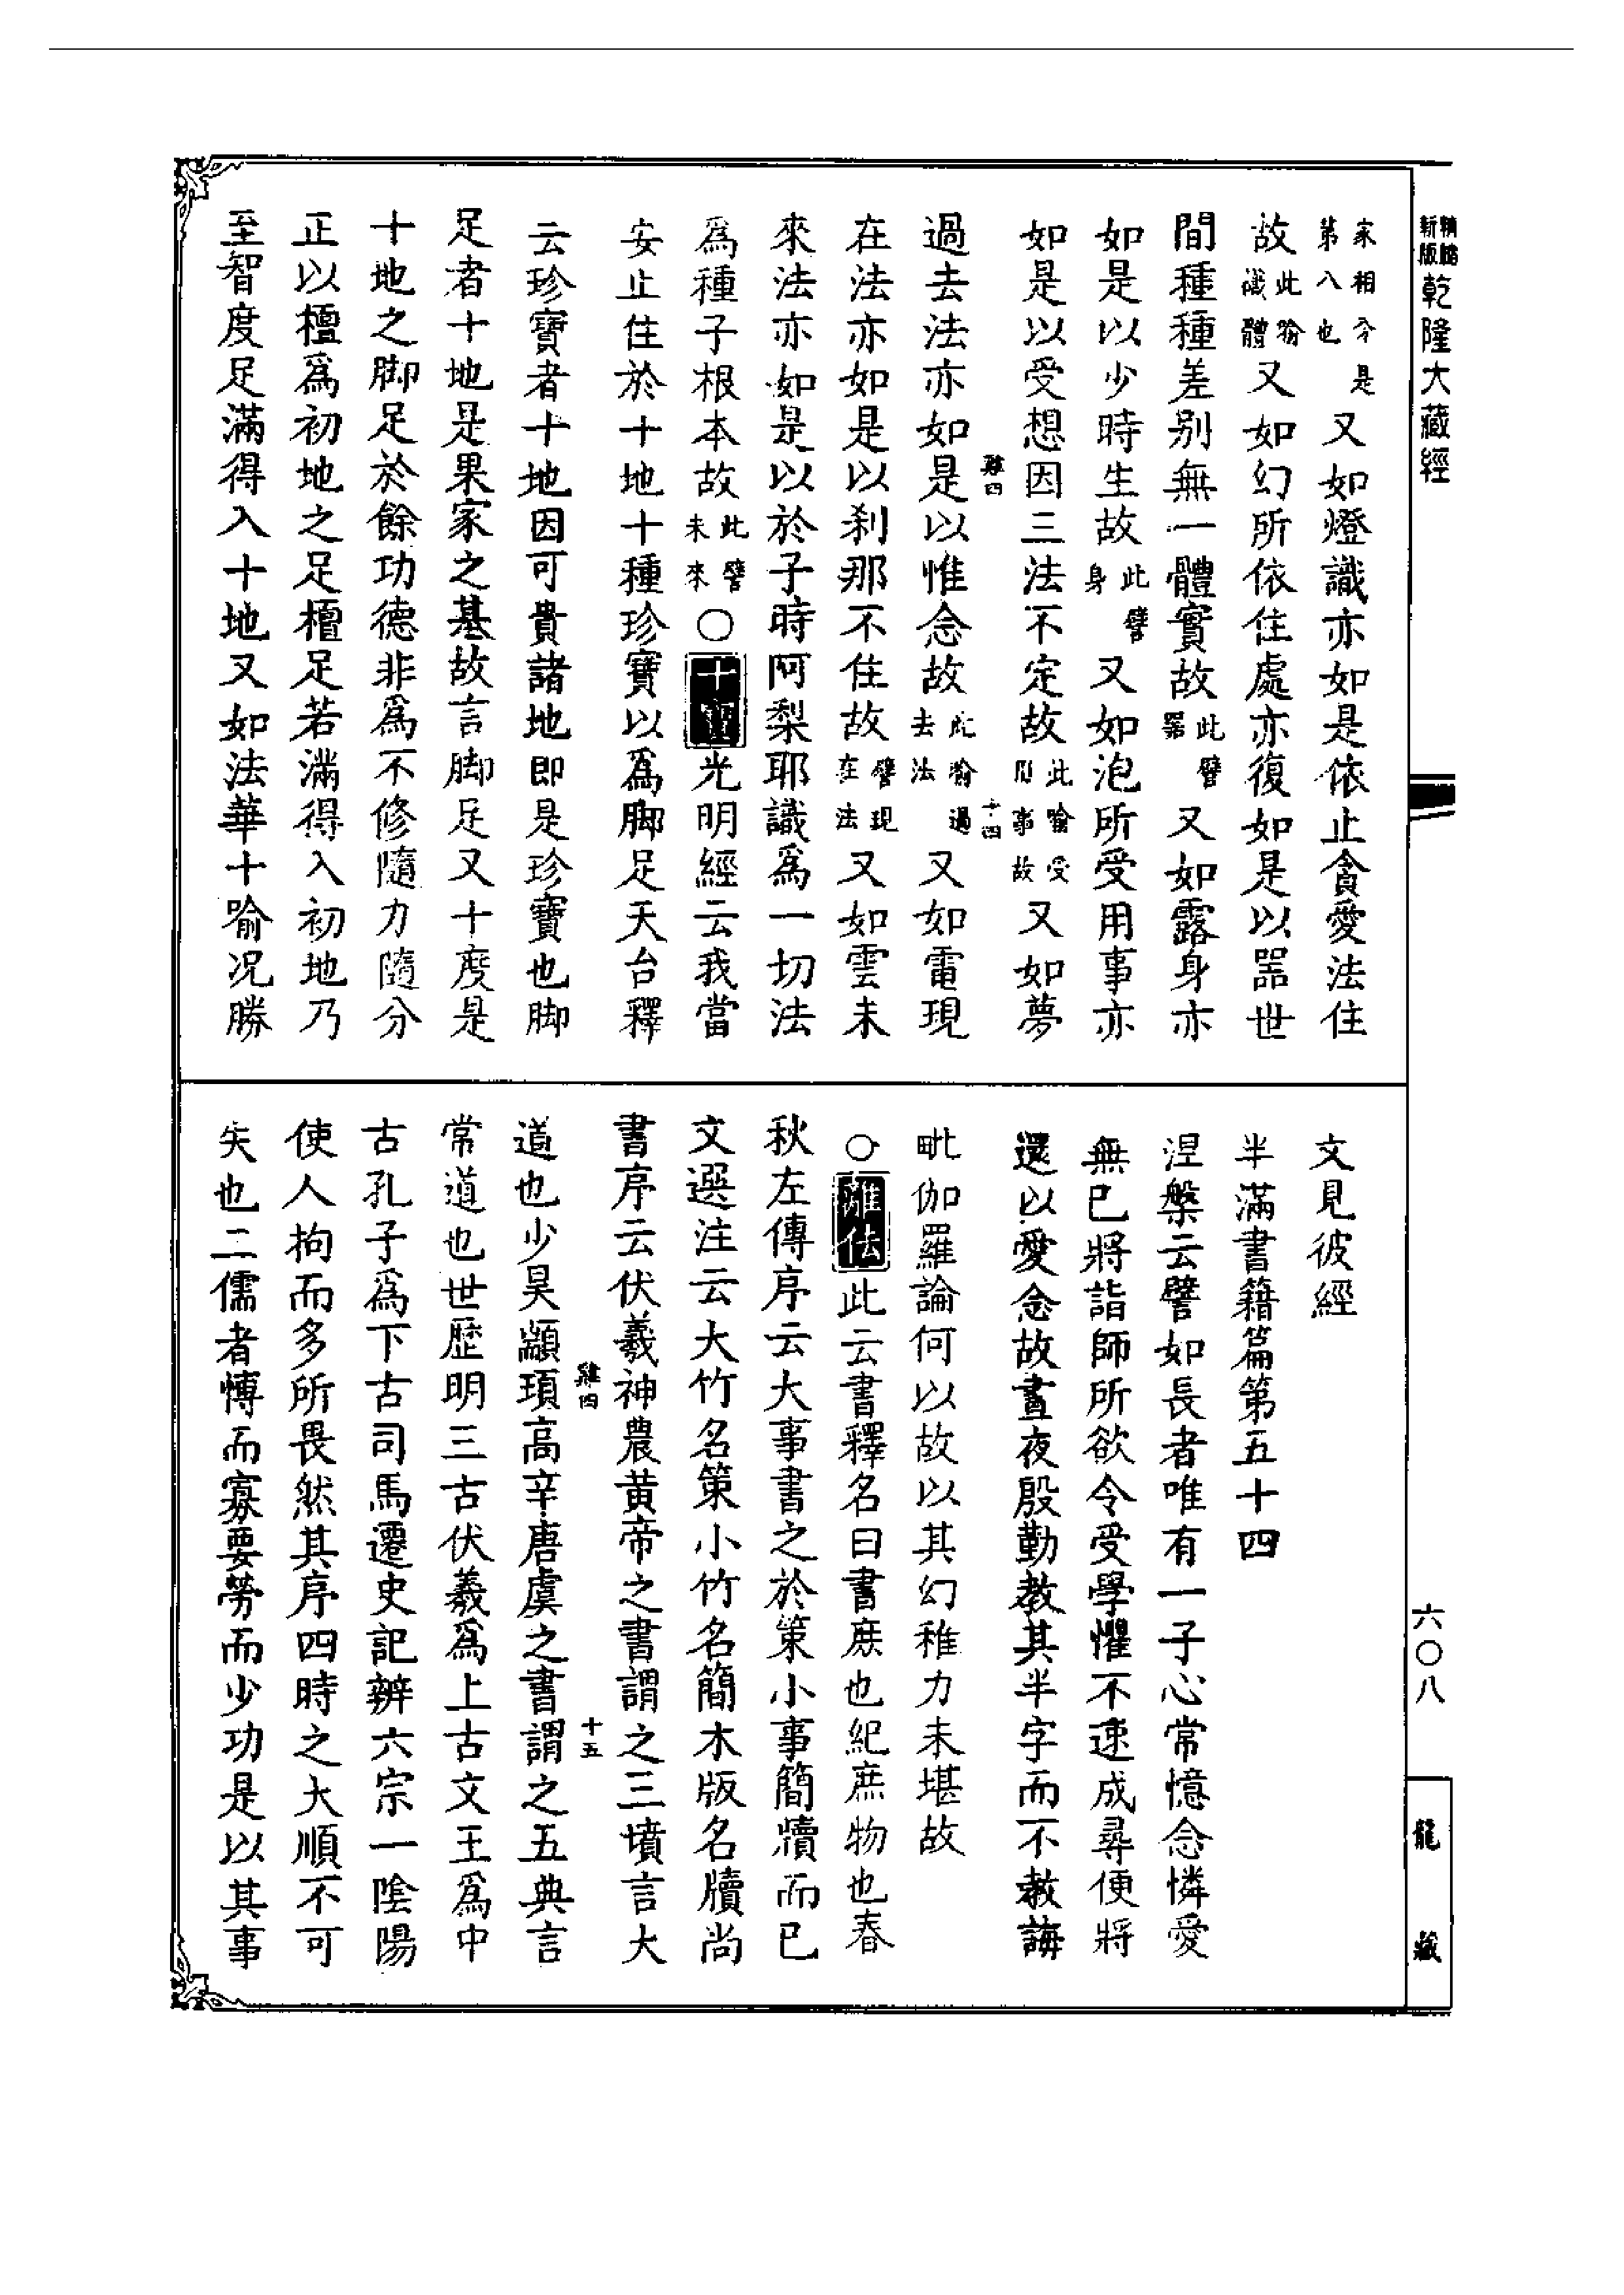 精縮新版乾隆大藏經
家相分是第八也又如燈識亦如是依止貪愛法住
故此喻識體又如幻所依住處亦復如是以器世
間種種差別無一體實故此譬器又如露身亦
如是以少時生故此譬身又如泡所受用事亦
如是以受想因三法不定故此喻受用事故又如夢
過去法亦如是以惟念故此喻過去法又如電現
在法亦如是以刹那不住故譬現在法又如雲未
來法亦如是以於子時阿梨耶識爲一切法
爲種子根本故此譬未來○十地光明經云我當
安止住於十地十種珍寶以爲脚足天台釋
云珍寶者十地因可貴諸地即是珍寶也脚
足者十地是果家之基故言脚足又十度是
十地之脚足於餘功德非爲不修隨力隨分
正以檀爲初地之足檀足若滿得入初地乃
至智度足滿得入十地又如法華十喻况勝
雞四
十四
文見彼經
半滿書籍篇第五十四
涅槃云譬如長者唯有一子心常憶念憐愛
無已將詣師所欲令受學懼不速成尋便將
還以愛念故晝夜殷勤教其半字而不教誨
毗伽羅論何以故以其幻稚力未堪故
○離佉此云書釋名曰書庶也紀庶物也春
秋左傳序云大事書之於策小事簡牘而已
文選注云大竹名策小竹名簡木版名牘尚
書序云伏羲神農黄帝之書謂之三墳言大
道也少昊顓頊高辛唐虞之書謂之五典言
常道也世歷明三古伏羲爲上古文王爲中
古孔子爲下古司馬遷史記辨六宗一陰陽
使人拘而多所畏然其序四時之大順不可
失也二儒者博而寡要勞而少功是以其事
雞四
十五
六〇八
龍藏